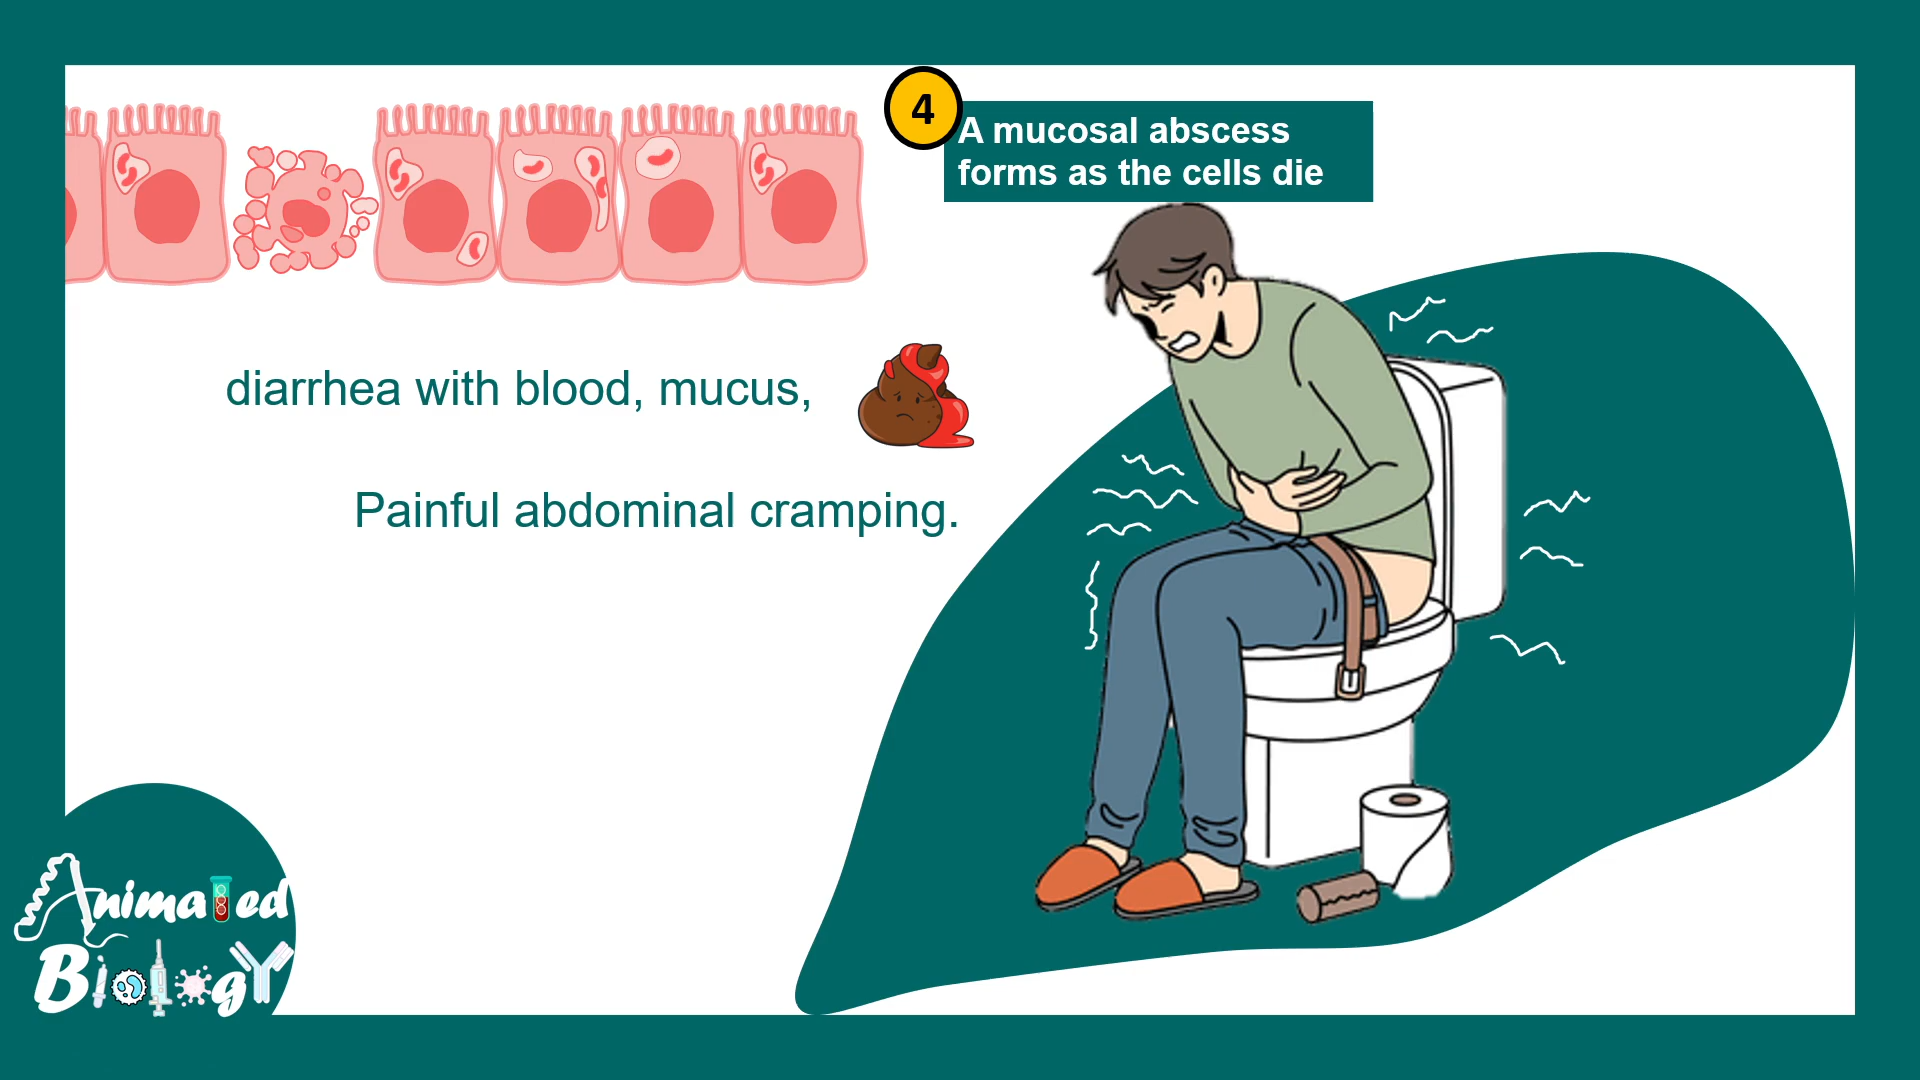 4
A mucosal abscess
forms as the cells die
diarrhea with blood, mucus,
Painful abdominal cramping.
Animated
Biology